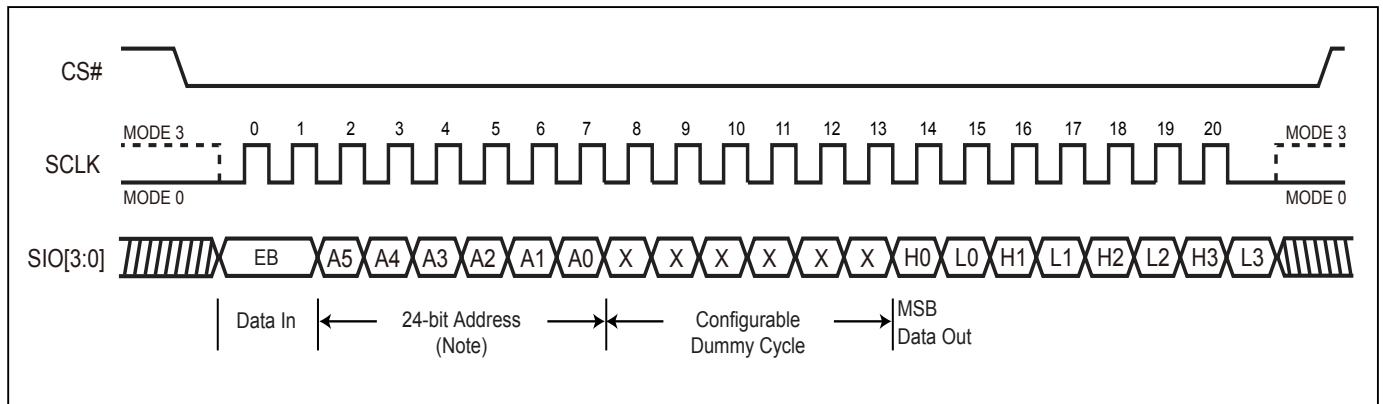 CS#
MODE 3 0 1 2 3 4 5 6 7 8 9 10 11 12 13 14 15 16 17 18 19 20 MODE 3
SCLK
MODE 0 MODE 0
SIO[3:0] EB A5 A4 A3 A2 A1 A0 X X X X X X H0 L0 H1 L1 H2 L2 H3 L3
Data In 24-bit Address (Note) Configurable Dummy Cycle MSB Data Out